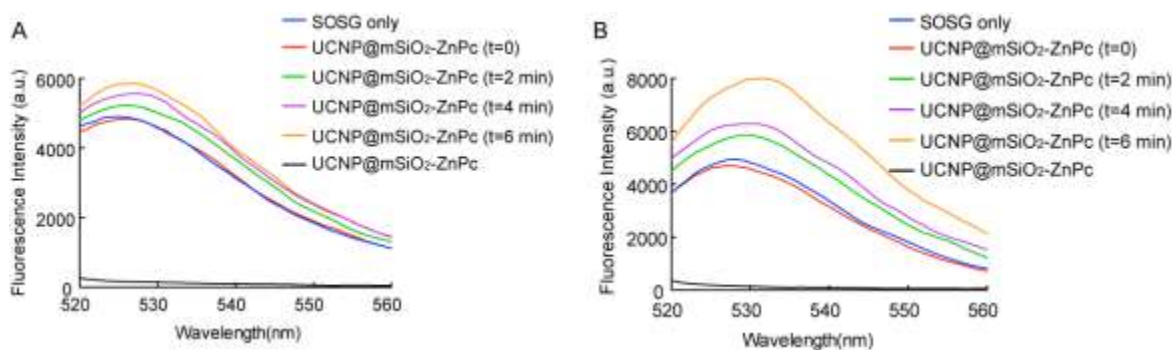 A
SOSG only
UCNP@mSiO₂-ZnPc (t=0)
UCNP@mSiO₂-ZnPc (t=2 min)
UCNP@mSiO₂-ZnPc (t=4 min)
UCNP@mSiO₂-ZnPc (t=6 min)
UCNP@mSiO₂-ZnPc
Fluorescence Intensity (a.u.)
6000
4000
2000
0
520 530 540 550 560
Wavelength(nm)
B
SOSG only
UCNP@mSiO₂-ZnPc (t=0)
UCNP@mSiO₂-ZnPc (t=2 min)
UCNP@mSiO₂-ZnPc (t=4 min)
UCNP@mSiO₂-ZnPc (t=6 min)
UCNP@mSiO₂-ZnPc
Fluorescence Intensity (a.u.)
8000
6000
4000
2000
0
520 530 540 550 560
Wavelength(nm)